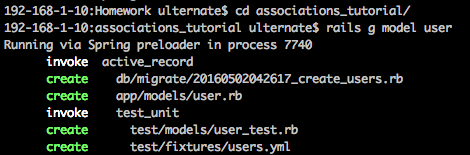 192-168-1-10:Homework ulternate$ cd associations_tutorial/
192-168-1-10:associations_tutorial ulternate$ rails g model user
Running via Spring preloader in process 7740
invoke active_record
create db/migrate/20160502042617_create_users.rb
create app/models/user.rb
invoke test_unit
create test/models/user_test.rb
create test/fixtures/users.yml